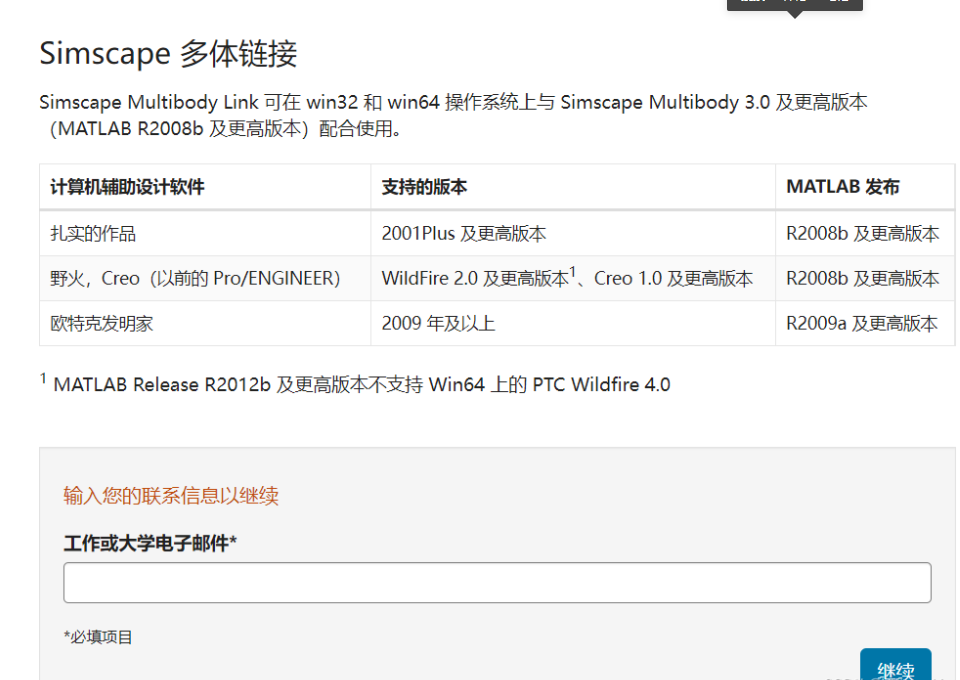 Simscape 多体链接
Simscape Multibody Link 可在 win32 和 win64 操作系统上与 Simscape Multibody 3.0 及更高版本
（MATLAB R2008b 及更高版本）配合使用。
计算机辅助设计软件 支持的版本 MATLAB 发布
扎实的作品 2001Plus 及更高版本 R2008b 及更高版本
野火，Creo（以前的 Pro/ENGINEER） WildFire 2.0 及更高版本1、Creo 1.0 及更高版本 R2008b 及更高版本
欧特克发明家 2009 年及以上 R2009a 及更高版本
1 MATLAB Release R2012b 及更高版本不支持 Win64 上的 PTC Wildfire 4.0
输入您的联系信息以继续
工作或大学电子邮件*
*必填项目
继续